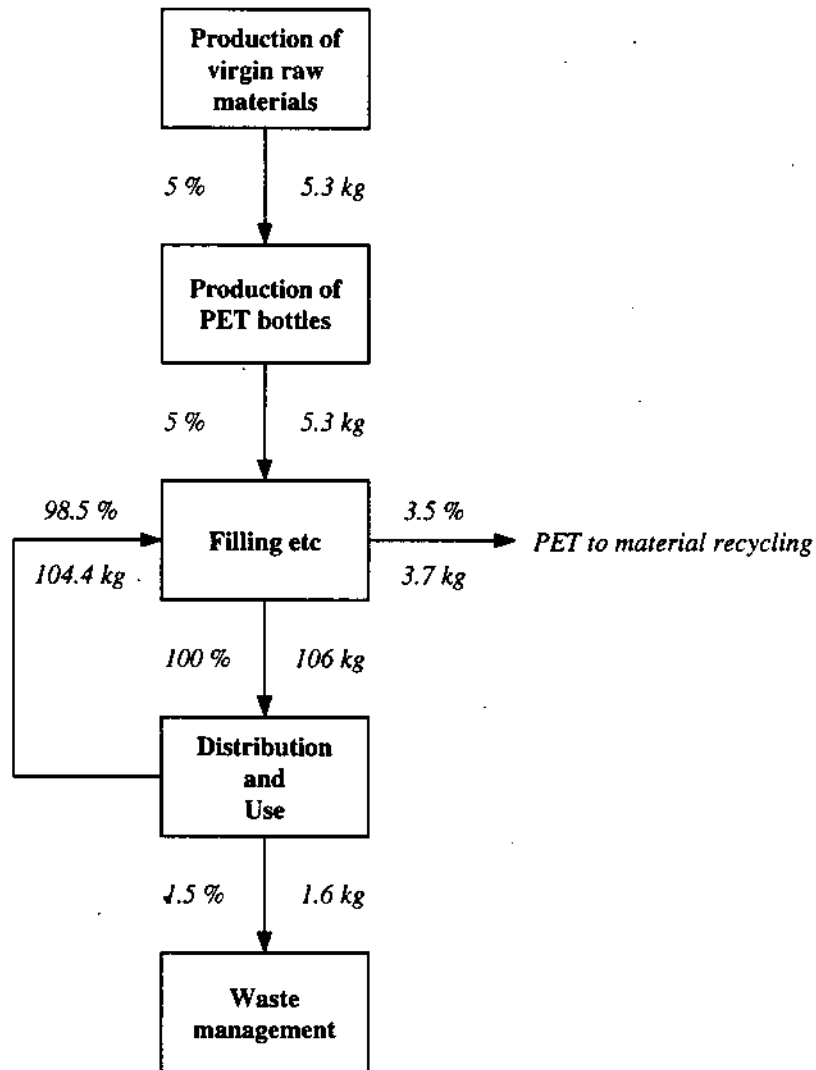 Production of
virgin raw
materials
5 % 5.3 kg
Production of
PET bottles
5 % 5.3 kg
98.5 %
104.4 kg
Filling etc
3.5 %
3.7 kg
PET to material recycling
100 % 106 kg
Distribution
and
Use
1.5 % 1.6 kg
Waste
management